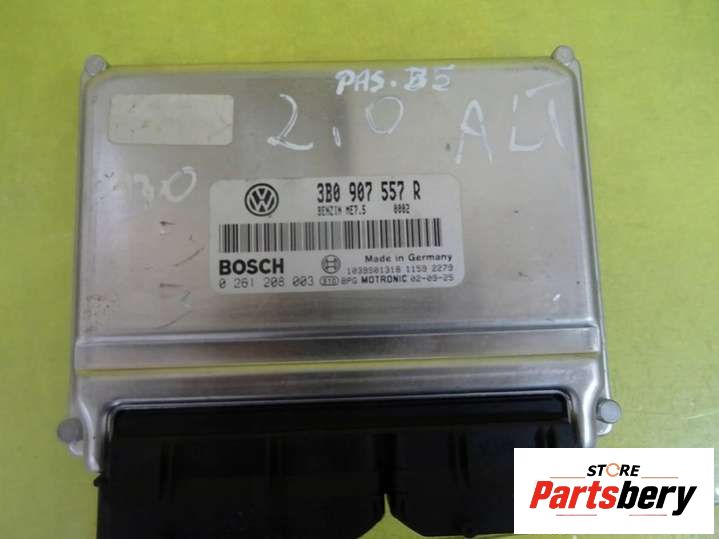 PAS. B5
2,0 ALT
3B0 907 557 R
BENZIN ME7.5 0002
Made in Germany
BOSCH
1039S01318 1159 2279
0 261 208 003 BPG MOTRONIC 02-09-25
STORE
Partsbery